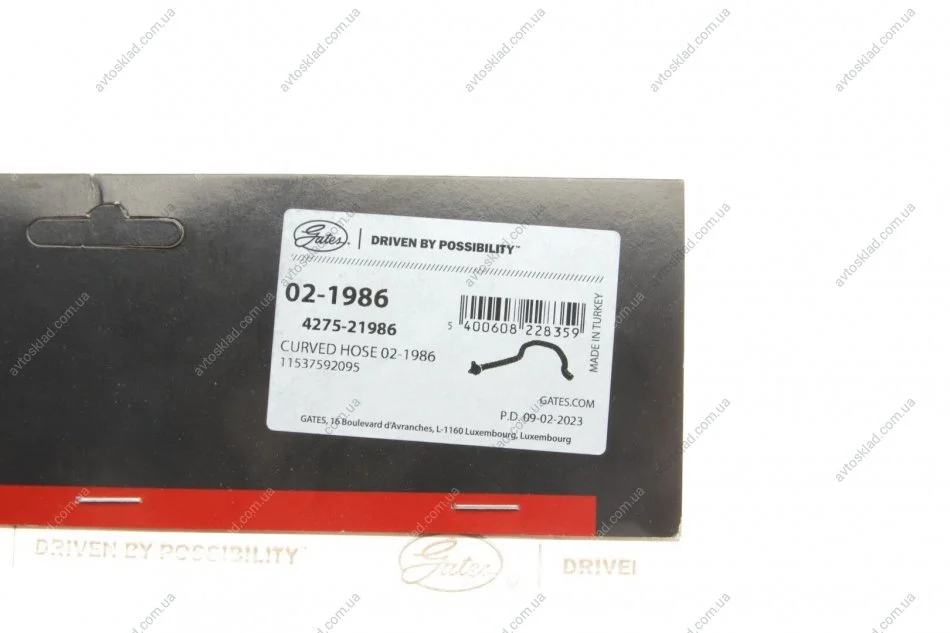 Gates | DRIVEN BY POSSIBILITY™
02-1986
4275-21986
5 400608 228359
CURVED HOSE 02-1986
11537592095
MADE IN TURKEY
GATES.COM
P.D. 09-02-2023
GATES, 16 Boulevard d'Avranches, L-1160 Luxembourg, Luxembourg
DRIVEN BY POSSIBILITY™ Gates® DRIVE
avtosklad.com.ua